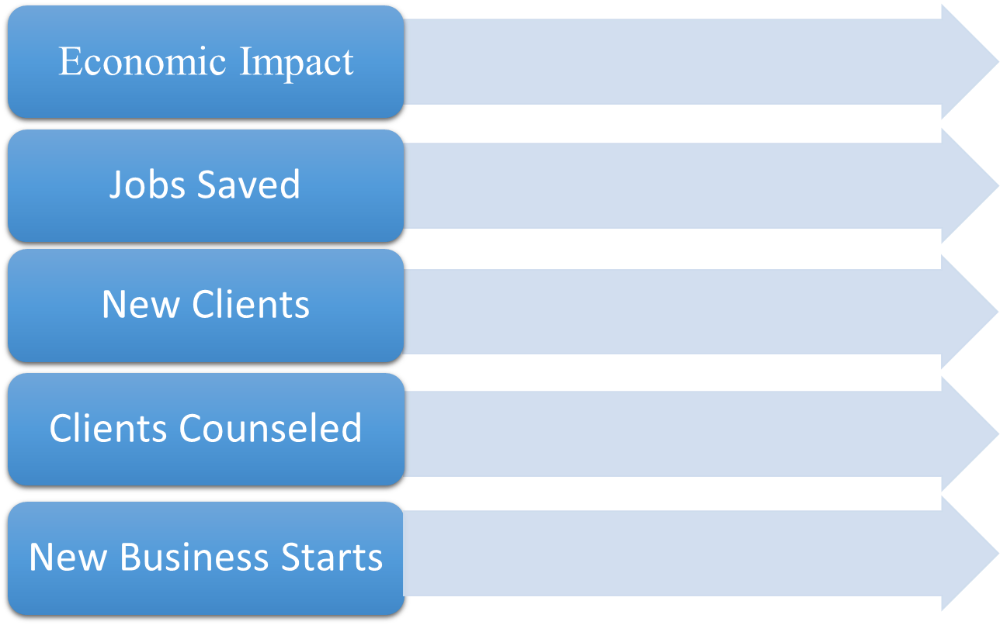 Economic Impact
Jobs Saved
New Clients
Clients Counseled
New Business Starts